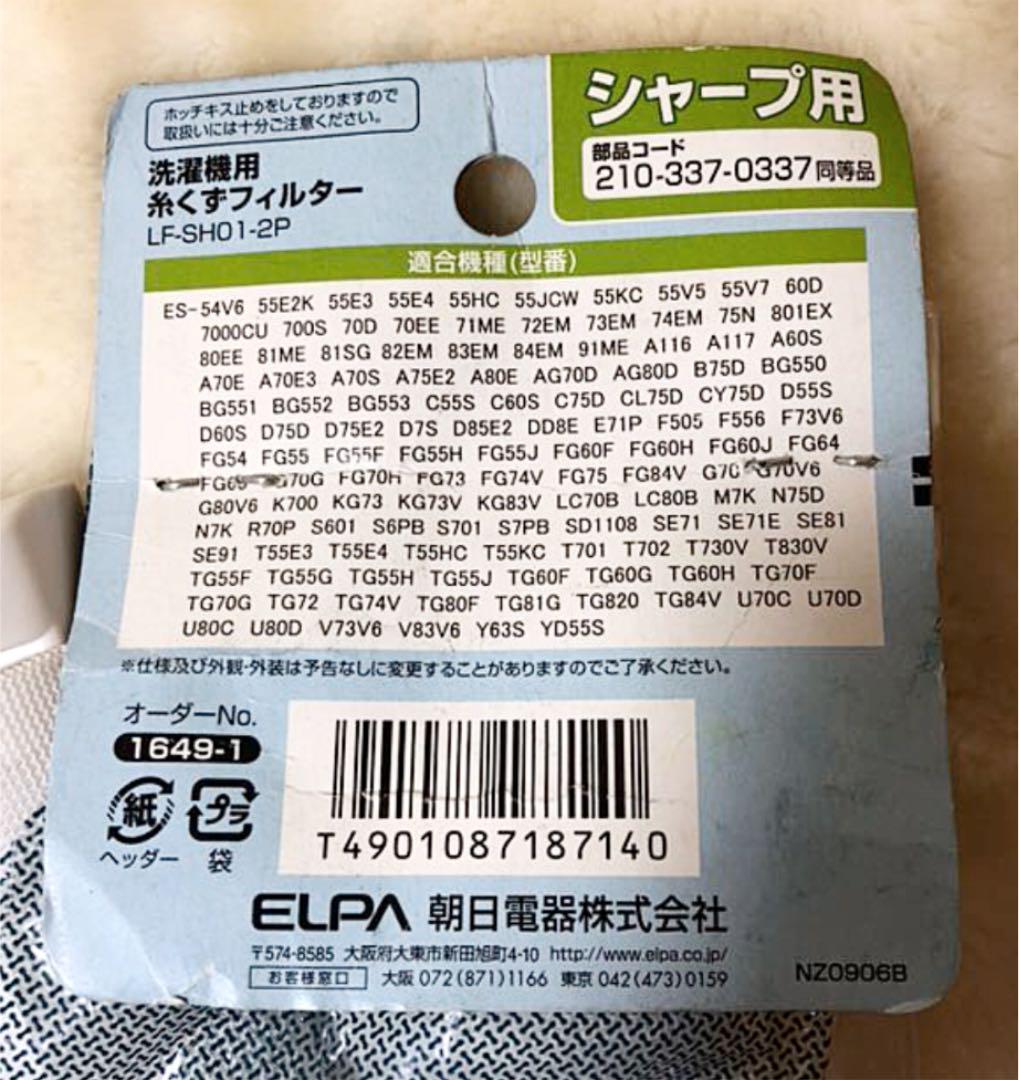 ホッチキス止めをしておりますので
取扱いには十分ご注意ください。
シャープ用
部品コード
210-337-0337同等品
洗濯機用
糸くずフィルター
LF-SH01-2P
適合機種(型番)
ES-54V6 55E2K 55E3 55E4 55HC 55JCW 55KC 55V5 55V7 60D
7000CU 700S 70D 70EE 71ME 72EM 73EM 74EM 75N 801EX
80EE 81ME 81SG 82EM 83EM 84EM 91ME A116 A117 A60S
A70E A70E3 A70S A75E2 A80E AG70D AG80D B75D BG550
BG551 BG552 BG553 C55S C60S C75D CL75D CY75D D55S
D60S D75D D75E2 D7S D85E2 DD8E E71P F505 F556 F73V6
FG54 FG55 FG55F FG55H FG55J FG60F FG60H FG60J FG64
FG70H FG73 FG74V FG75 FG84V G70V6
G80V6 K700 KG73 KG73V KG83V LC70B LC80B M7K N75D
N7K R70P S601 S6PB S701 S7PB SD1108 SE71 SE71E SE81
SE91 T55E3 T55E4 T55HC T55KC T701 T702 T730V T830V
TG55F TG55G TG55H TG55J TG60F TG60G TG60H TG70F
TG70G TG72 TG74V TG80F TG81G TG820 TG84V U70C U70D
U80C U80D V73V6 V83V6 Y63S YD55S
※仕様及び外観・外装は予告なしに変更することがありますのでご了承ください。
オーダーNo.
1649-1
紙 プラ
ヘッダー 袋
T4901087187140
ELPA 朝日電器株式会社
〒574-8585 大阪府大東市新田旭町4-10 http://www.elpa.co.jp/
お客様窓口 大阪 072(871)1166 東京 042(473)0159
NZ0906B